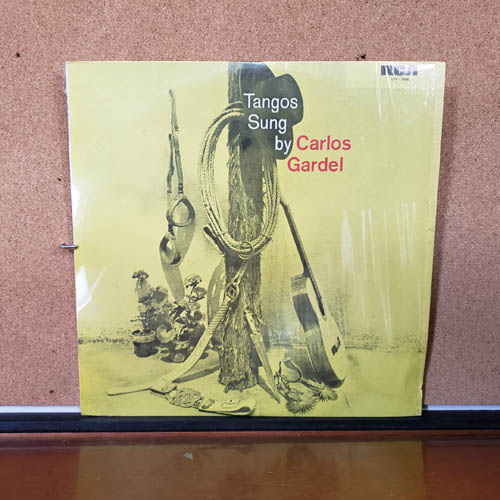 RCA
Tangos
Sung
by Carlos
Gardel